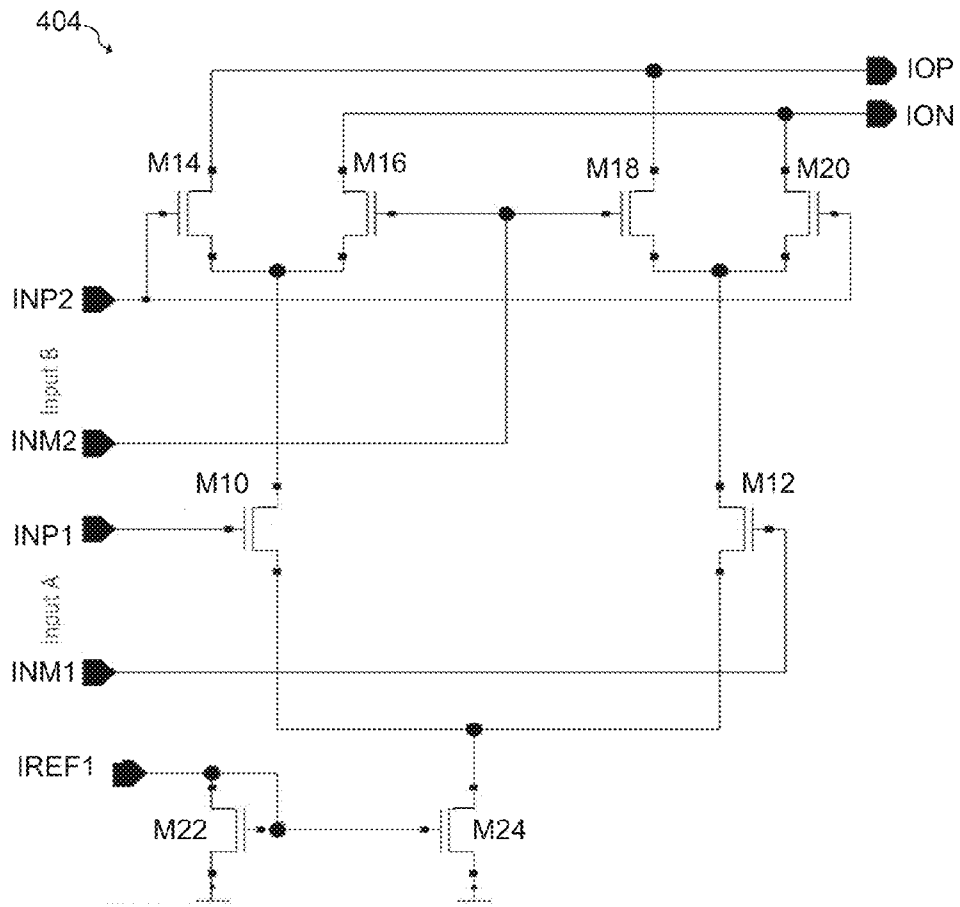 404
IOP
ION
M14
M16
M18
M20
INP2
Input B
INM2
M10
M12
INP1
Input A
INM1
IREF1
M22
M24